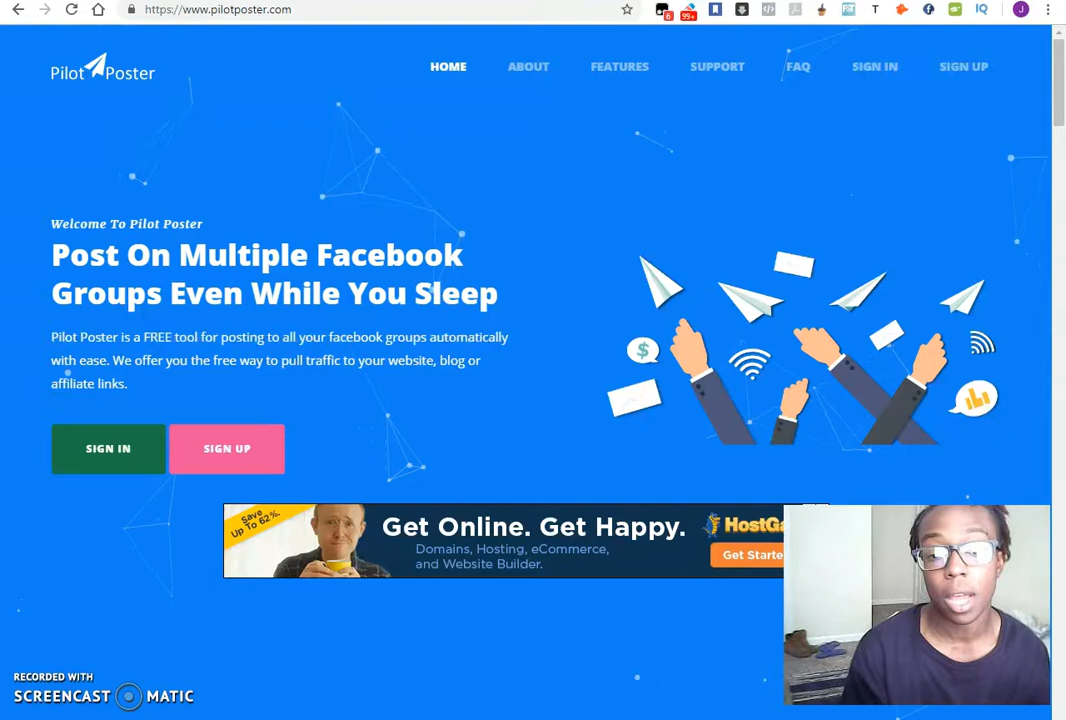 https://www.pilotposter.com
6
99+
T
IQ
J
Pilot Poster
HOME
ABOUT
FEATURES
SUPPORT
FAQ
SIGN IN
SIGN UP
Welcome To Pilot Poster
Post On Multiple Facebook
Groups Even While You Sleep
Pilot Poster is a FREE tool for posting to all your facebook groups automatically
with ease. We offer you the free way to pull traffic to your website, blog or
affiliate links.
SIGN IN
SIGN UP
$
Save
Up To 62%.
Get Online. Get Happy.
Domains, Hosting, eCommerce,
and Website Builder.
HostGa
Get Starte
RECORDED WITH
SCREENCAST MATIC